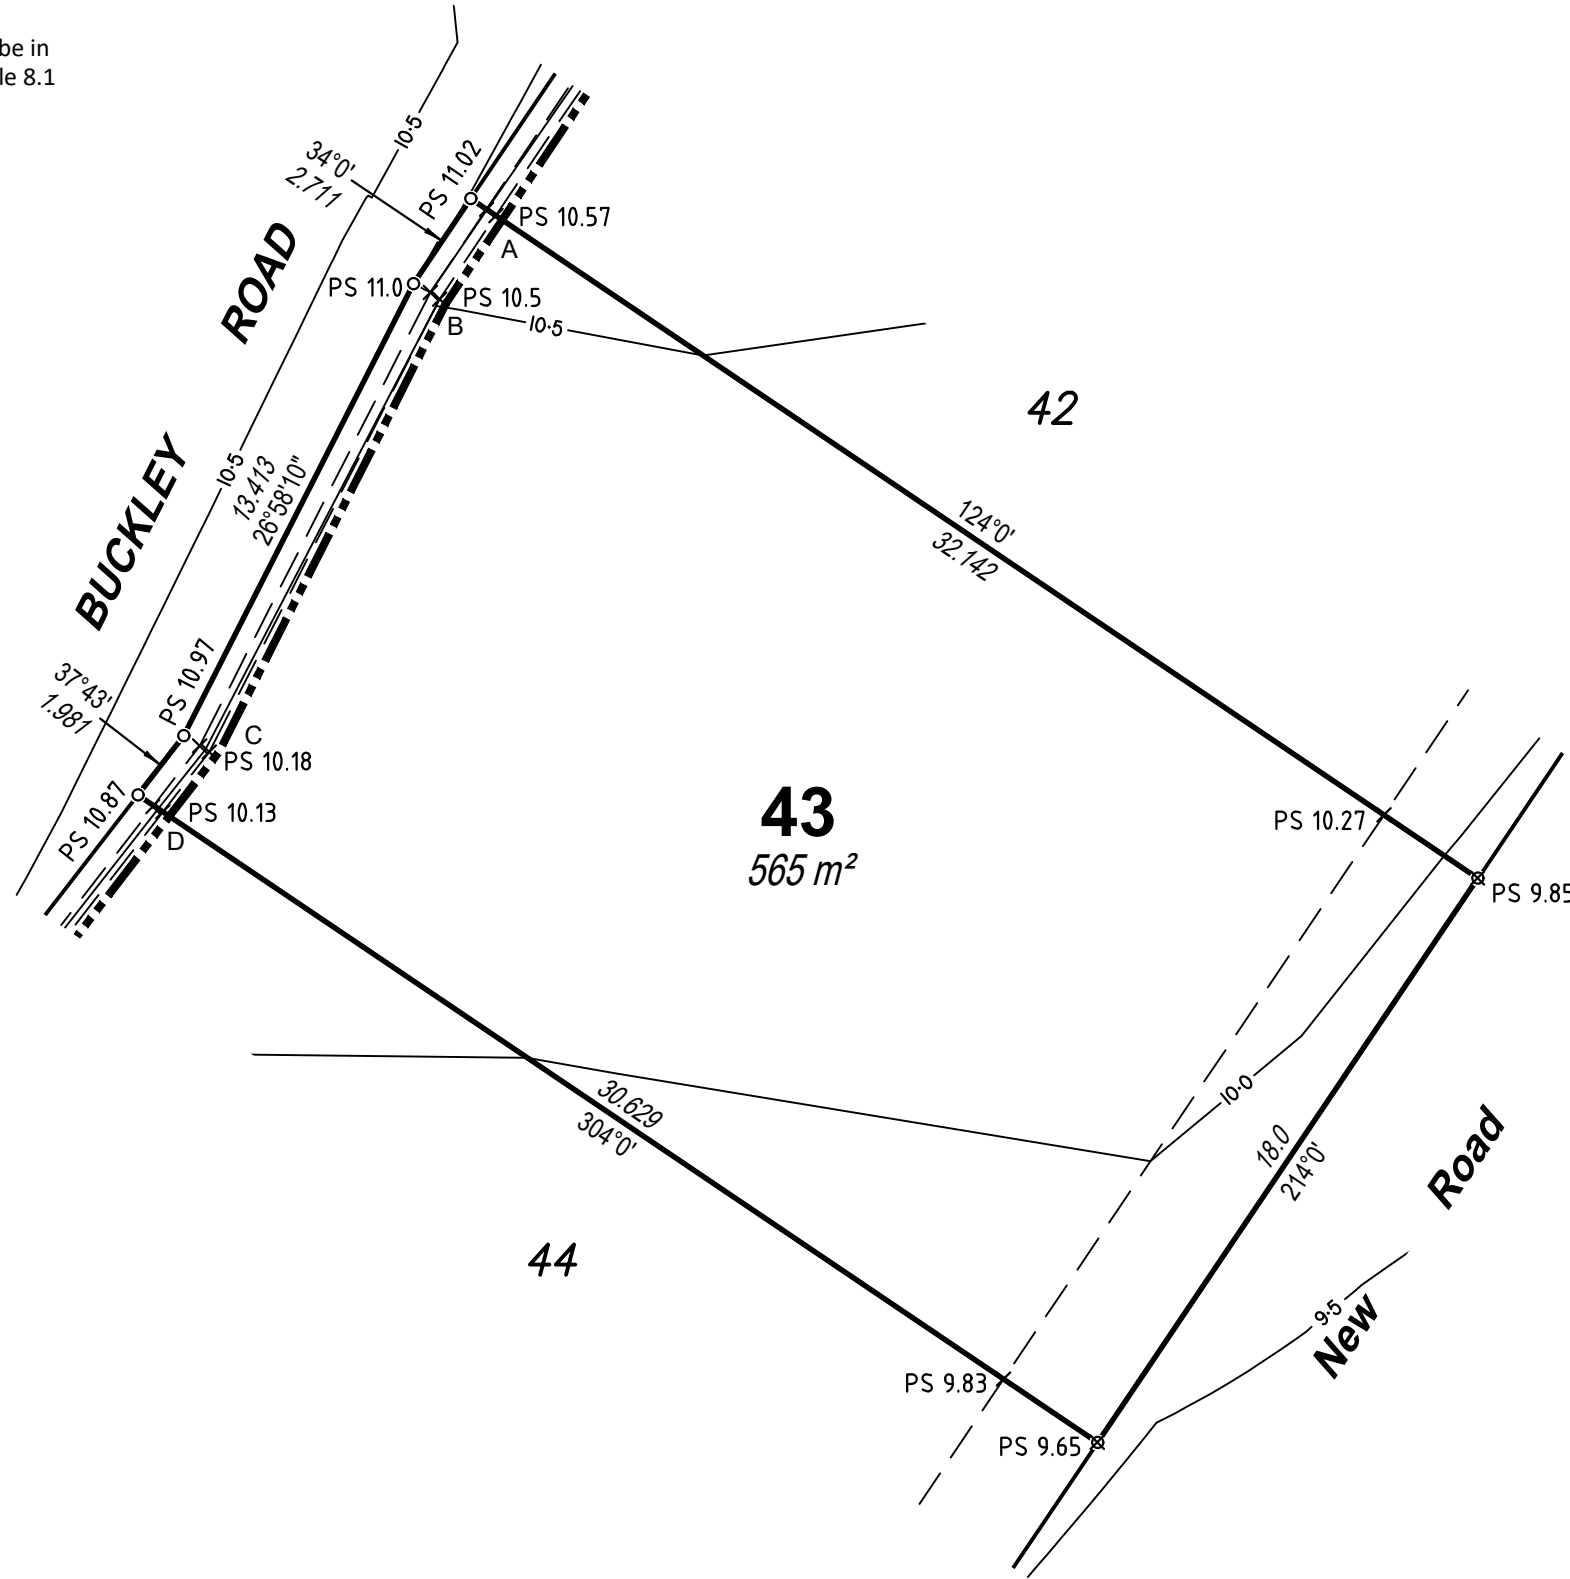 be in
le 8.1
10·5
34°0'
2.711
PS 11.02
PS 10.57
A
ROAD
PS 11.0
PS 10.5
B
10·5
42
BUCKLEY
10·5
13.413
26°58'10"
124°0'
32.142
37°43'
1.981
PS 10.97
C
PS 10.18
PS 10.87
PS 10.13
D
43
565 m²
PS 10.27
PS 9.85
10·0
30.629
304°0'
18.0
214°0'
Road
44
9·5
New
PS 9.83
PS 9.65